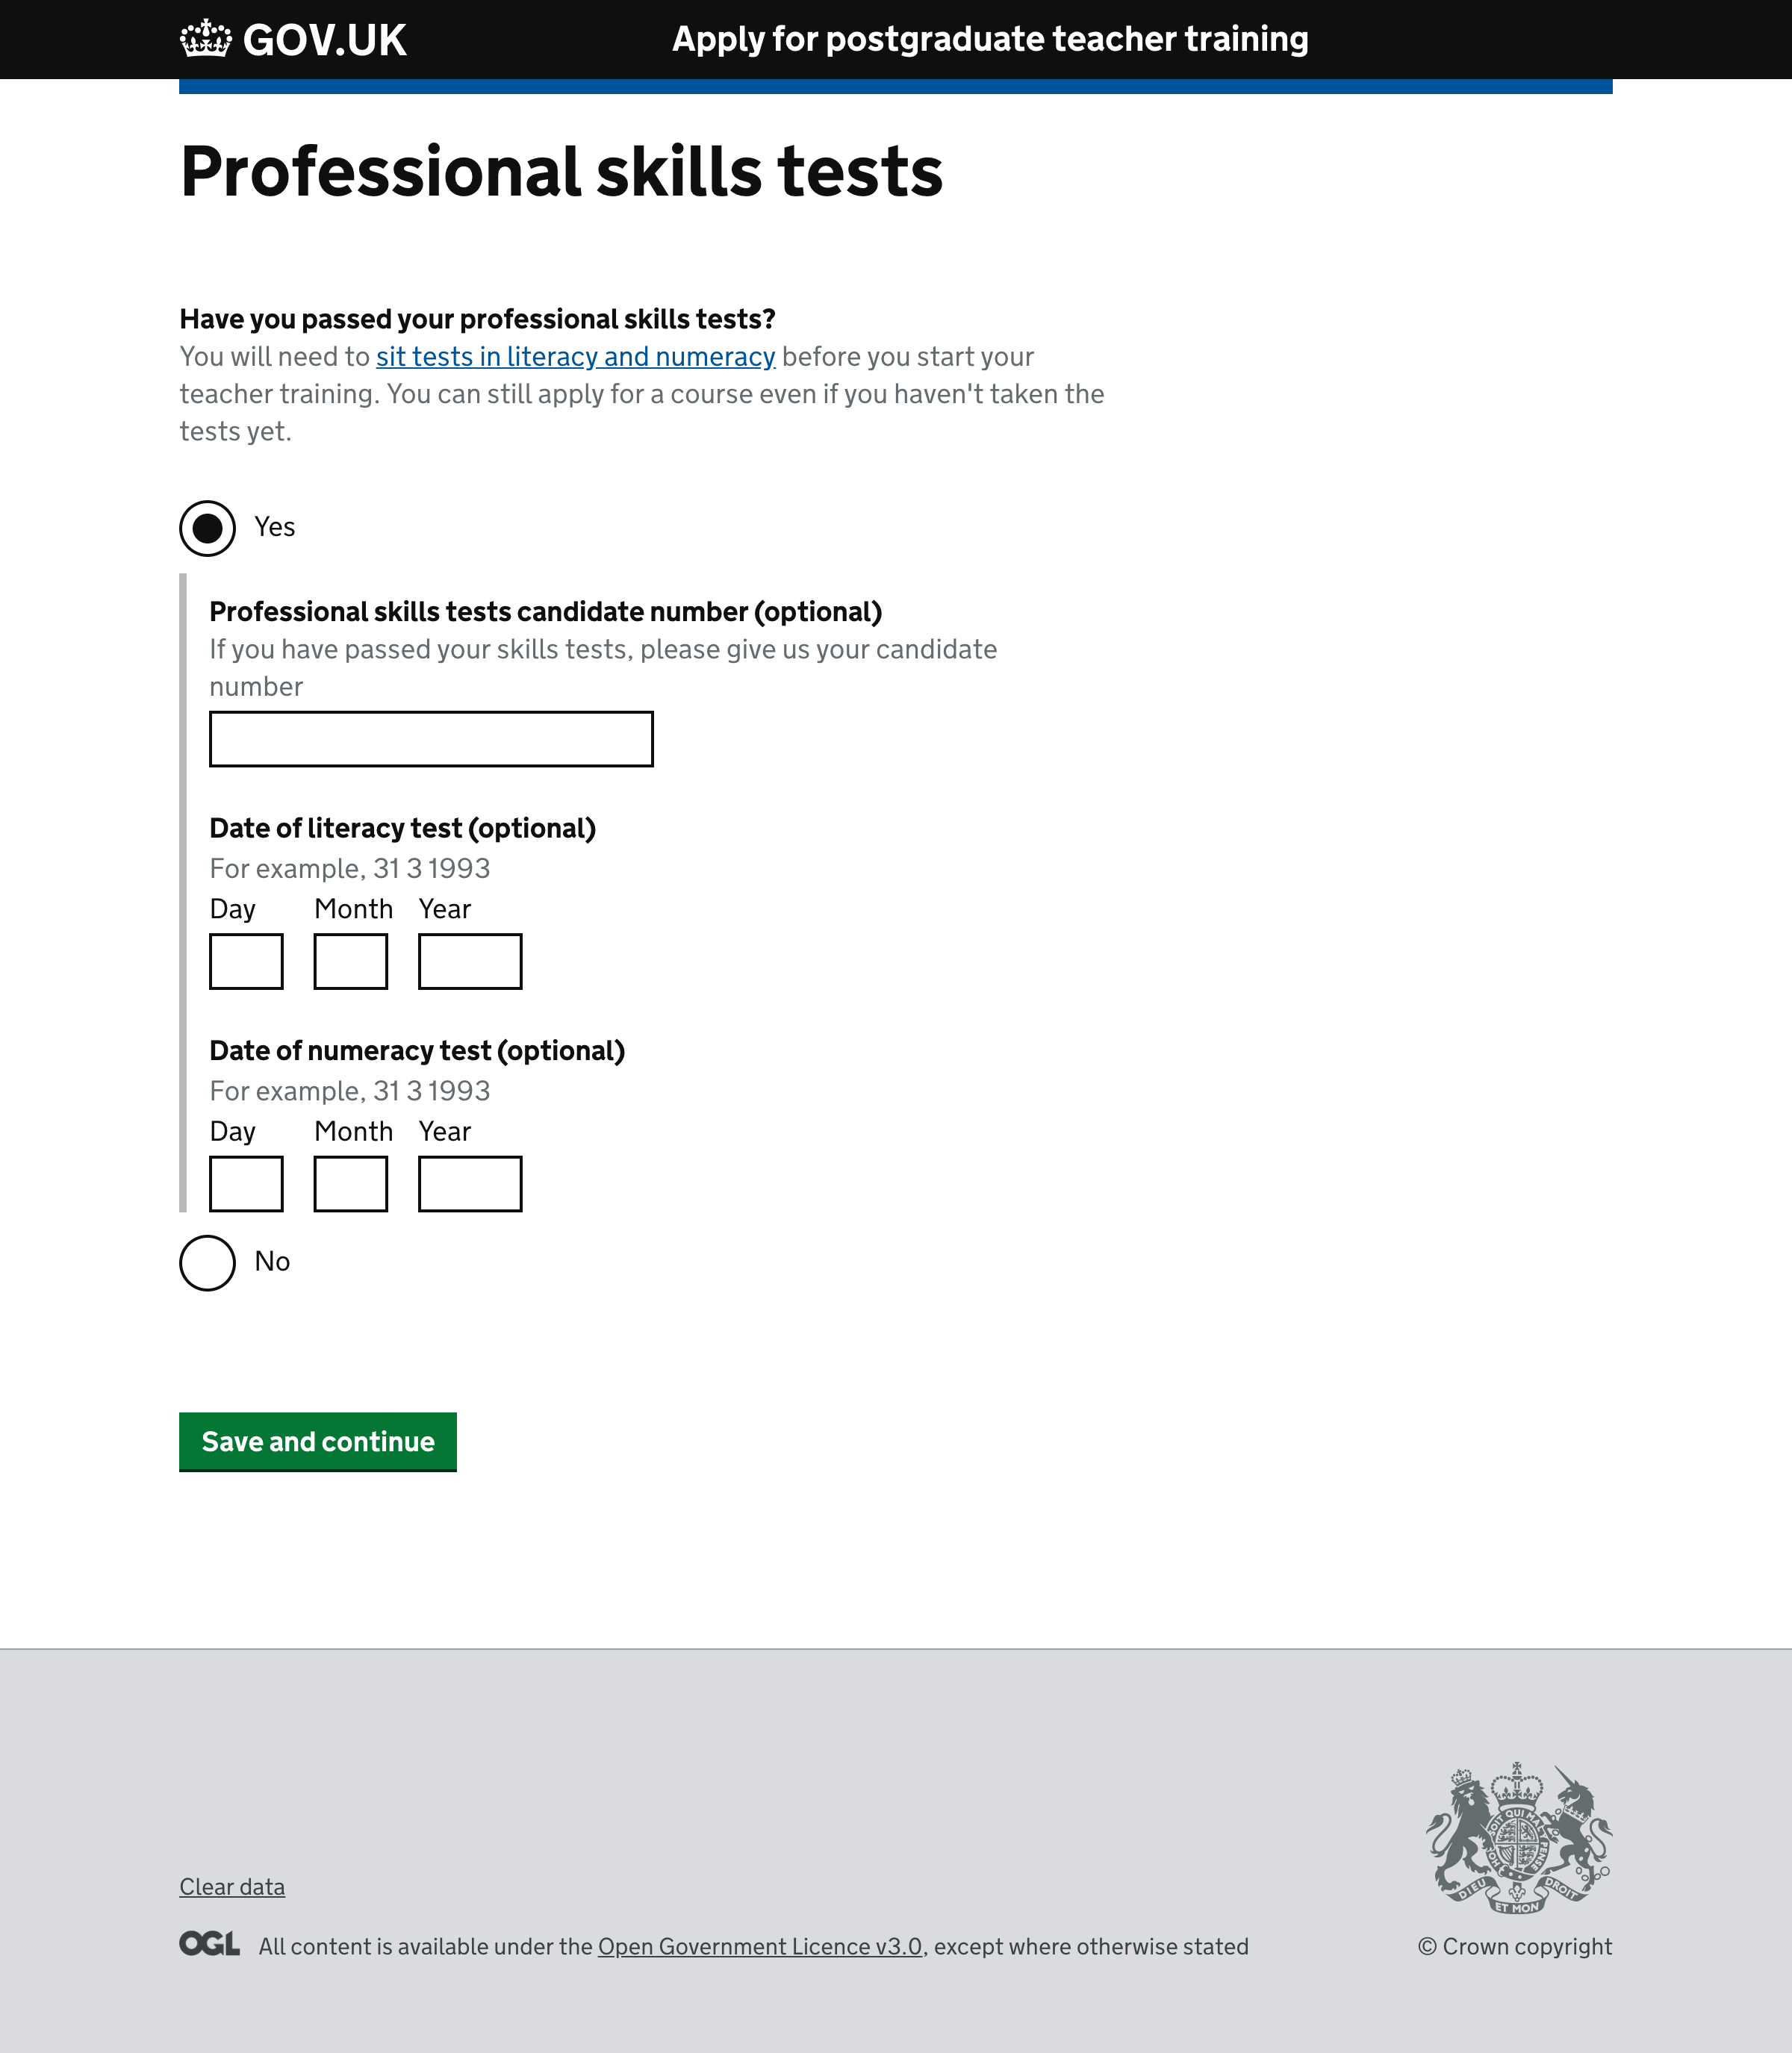 GOV.UK
Apply for postgraduate teacher training
Professional skills tests
Have you passed your professional skills tests?
You will need to sit tests in literacy and numeracy before you start your
teacher training. You can still apply for a course even if you haven't taken the
tests yet.
Yes
Professional skills tests candidate number (optional)
If you have passed your skills tests, please give us your candidate
number
Date of literacy test (optional)
For example, 31 3 1993
Day Month Year
Date of numeracy test (optional)
For example, 31 3 1993
Day Month Year
No
Save and continue
DIEU ET MON DROIT
Clear data
OGL All content is available under the Open Government Licence v3.0, except where otherwise stated
© Crown copyright